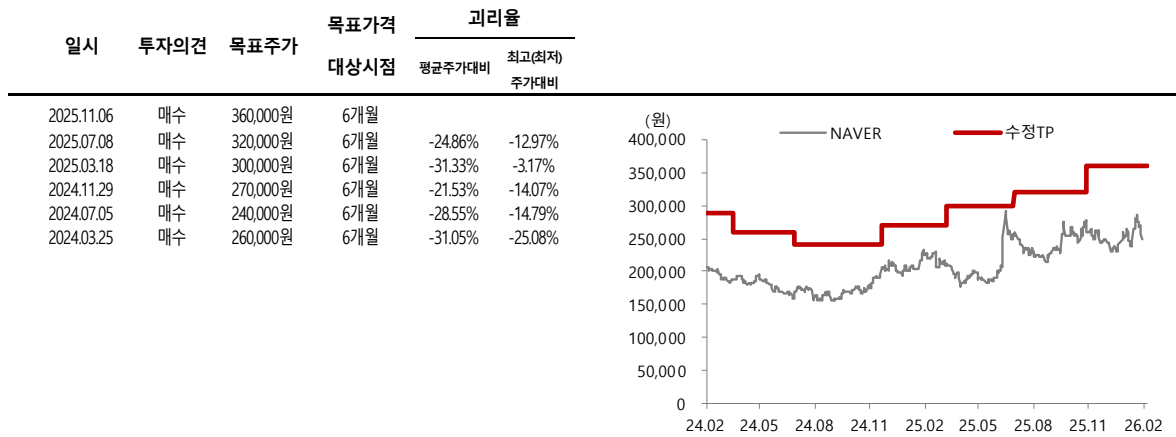 일시 투자의견 목표주가 목표가격 대상시점 괴리율
평균주가대비 최고(최저) 주가대비
2025.11.06 매수 360,000원 6개월
2025.07.08 매수 320,000원 6개월 -24.86% -12.97%
2025.03.18 매수 300,000원 6개월 -31.33% -3.17%
2024.11.29 매수 270,000원 6개월 -21.53% -14.07%
2024.07.05 매수 240,000원 6개월 -28.55% -14.79%
2024.03.25 매수 260,000원 6개월 -31.05% -25.08%
(원)
NAVER 수정TP
400,000
350,000
300,000
250,000
200,000
150,000
100,000
50,000
0
24.02 24.05 24.08 24.11 25.02 25.05 25.08 25.11 26.02